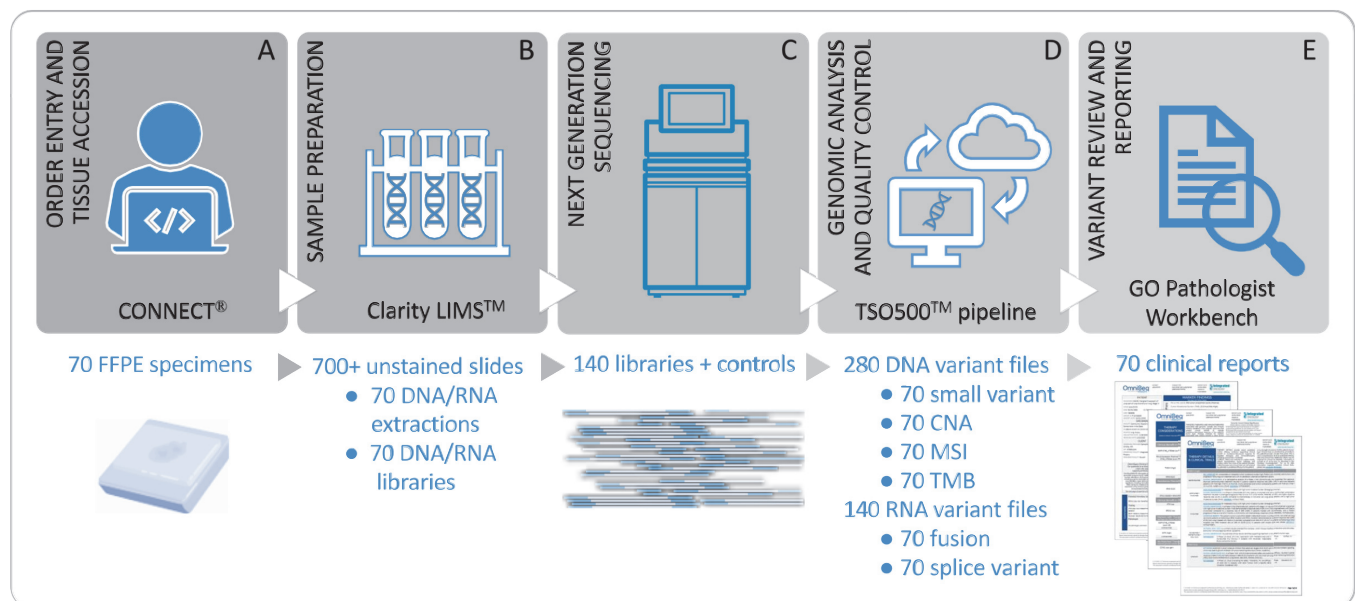 ORDER ENTRY AND
TISSUE ACCESSION
A
</>
CONNECT®
SAMPLE PREPARATION
B
Clarity LIMS™
NEXT GENERATION
SEQUENCING
C
GENOMIC ANALYSIS
AND QUALITY CONTROL
D
TSO500™ pipeline
VARIANT REVIEW AND
REPORTING
E
GO Pathologist
Workbench
70 FFPE specimens
700+ unstained slides
● 70 DNA/RNA
extractions
● 70 DNA/RNA
libraries
140 libraries + controls
280 DNA variant files
● 70 small variant
● 70 CNA
● 70 MSI
● 70 TMB
140 RNA variant files
● 70 fusion
● 70 splice variant
70 clinical reports
OmniSeq
OmniSeq
OmniSeq